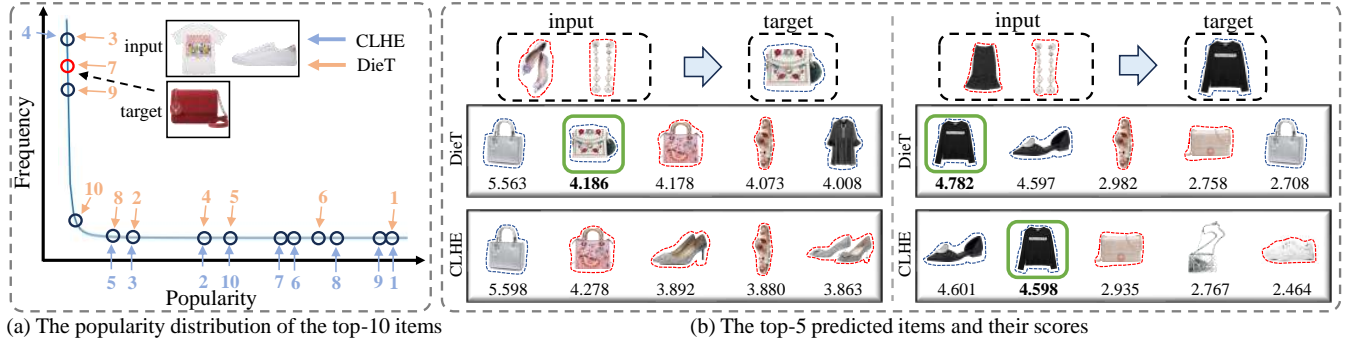 Frequency
Popularity
4
3
7
9
input
target
CLHE
DieT
10
8
2
4
5
6
1
5
3
2
10
7
6
8
9
1
(a) The popularity distribution of the top-10 items
input
target
DieT
5.563
4.186
4.178
4.073
4.008
CLHE
5.598
4.278
3.892
3.880
3.863
input
target
DieT
4.782
4.597
2.982
2.758
2.708
CLHE
4.601
4.598
2.935
2.767
2.464
(b) The top-5 predicted items and their scores